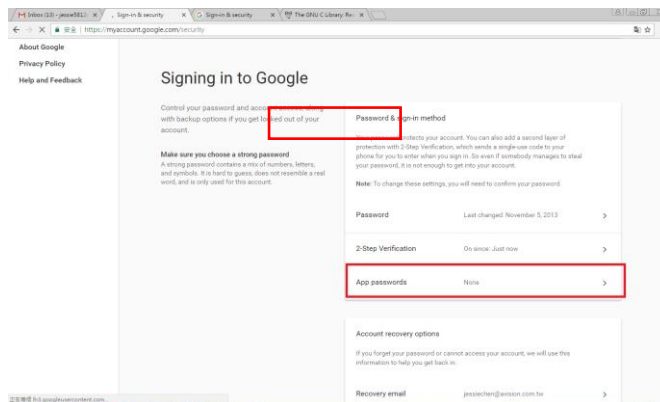 Inbox (13) - jessie5812
Sign-in & security
Sign-in & security
The GNU C Library: Re
安全 | https://myaccount.google.com/security
About Google
Privacy Policy
Help and Feedback
Signing in to Google
Control your password and account access, along
with backup options if you get locked out of your
account.
Make sure you choose a strong password
A strong password contains a mix of numbers, letters,
and symbols. It is hard to guess, does not resemble a real
word, and is only used for this account.
Password & sign-in method
Your password protects your account. You can also add a second layer of
protection with 2-Step Verification, which sends a single-use code to your
phone for you to enter when you sign in. So even if somebody manages to steal
your password, it is not enough to get into your account.
Note: To change these settings, you will need to confirm your password.
Password Last changed: November 5, 2013
2-Step Verification On since: Just now
App passwords None
Account recovery options
If you forget your password or cannot access your account, we will use this
information to help you get back in.
Recovery email jessiechen@avision.com.tw
googleusercontent.com...